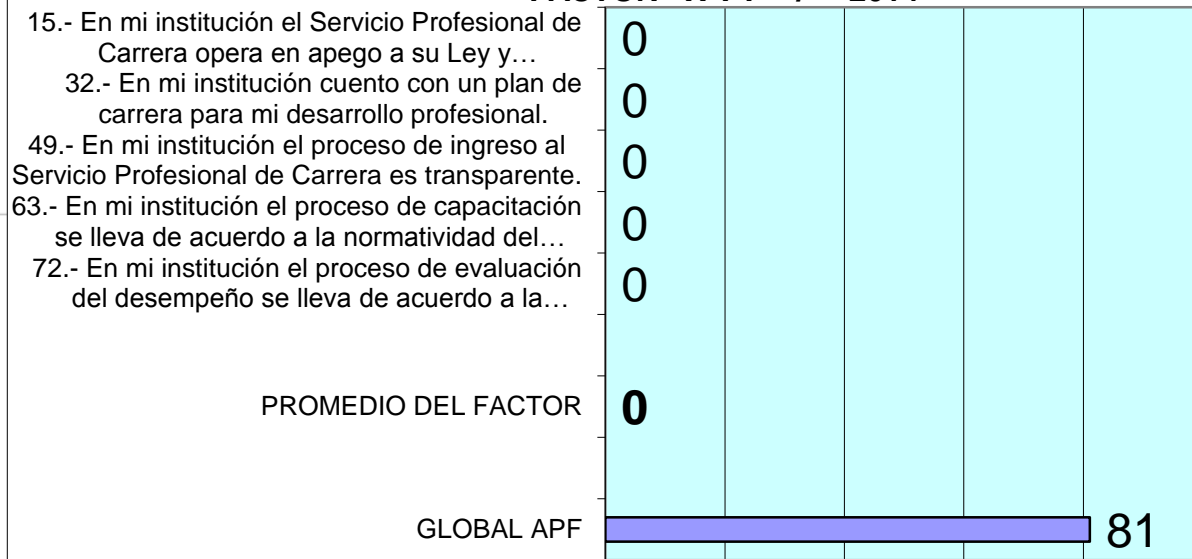 15.- En mi institución el Servicio Profesional de
Carrera opera en apego a su Ley y…
0
32.- En mi institución cuento con un plan de
carrera para mi desarrollo profesional.
0
49.- En mi institución el proceso de ingreso al
Servicio Profesional de Carrera es transparente.
0
63.- En mi institución el proceso de capacitación
se lleva de acuerdo a la normatividad del…
0
72.- En mi institución el proceso de evaluación
del desempeño se lleva de acuerdo a la…
0
PROMEDIO DEL FACTOR
0
GLOBAL APF
81